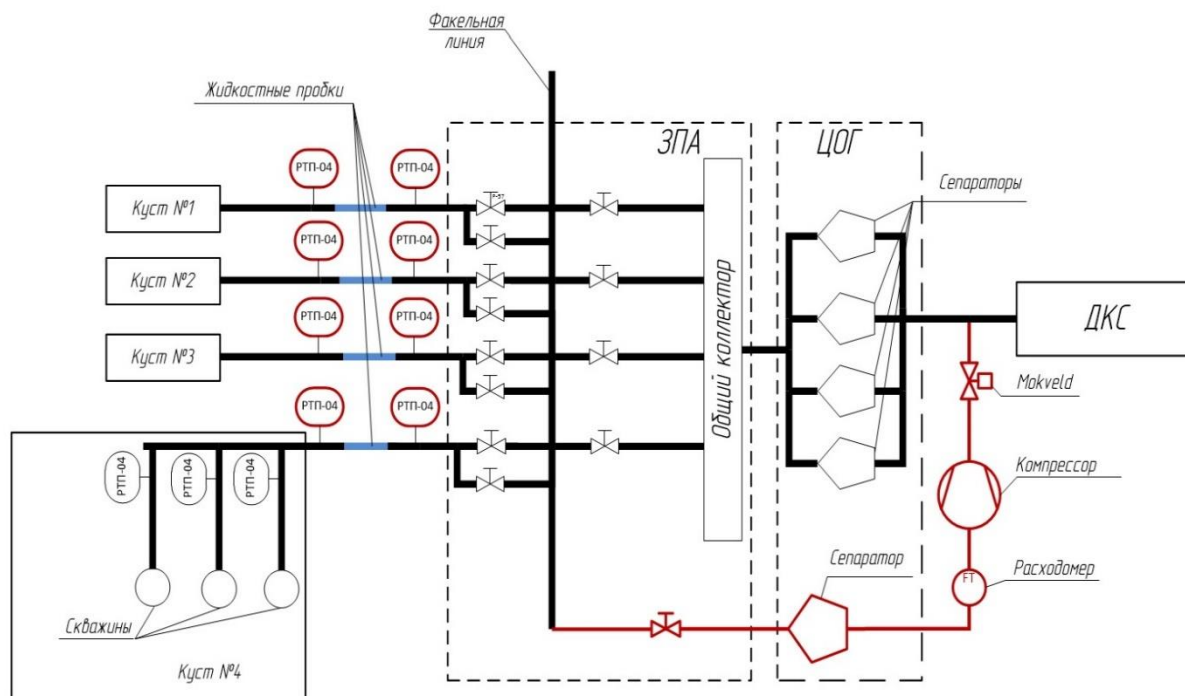 Факельная
линия
Жидкостные пробки
ЗПА
ЦОГ
Сепараторы
РТП-04
РТП-04
Куст №1
РТП-04
РТП-04
Куст №2
РТП-04
РТП-04
Куст №3
РТП-04
РТП-04
Общий коллектор
ДКС
Mokveld
Компрессор
РТП-04
РТП-04
РТП-04
Сепаратор
Расходомер
FT
Скважины
Куст №4